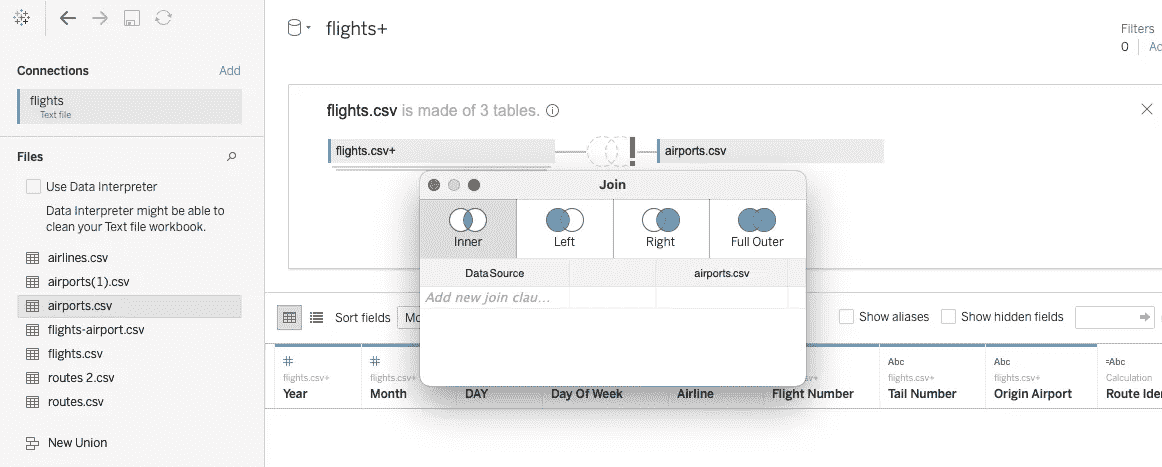 flights+
Filters
0
Connections
Add
flights
Text file
flights.csv is made of 3 tables.
flights.csv+
airports.csv
Files
Use Data Interpreter
Data Interpreter might be able to
clean your Text file workbook.
airlines.csv
airports(1).csv
airports.csv
flights-airport.csv
flights.csv
routes 2.csv
routes.csv
New Union
Join
Inner
Left
Right
Full Outer
Data Source
airports.csv
Add new join clau...
Sort fields
Mo
Show aliases
Show hidden fields
flights.csv+
Year
flights.csv+
Month
DAY
Day Of Week
Airline
Flight Number
Abc
flights.csv+
Tail Number
Abc
flights.csv+
Origin Airport
=Abc
Calculation
Route Ide